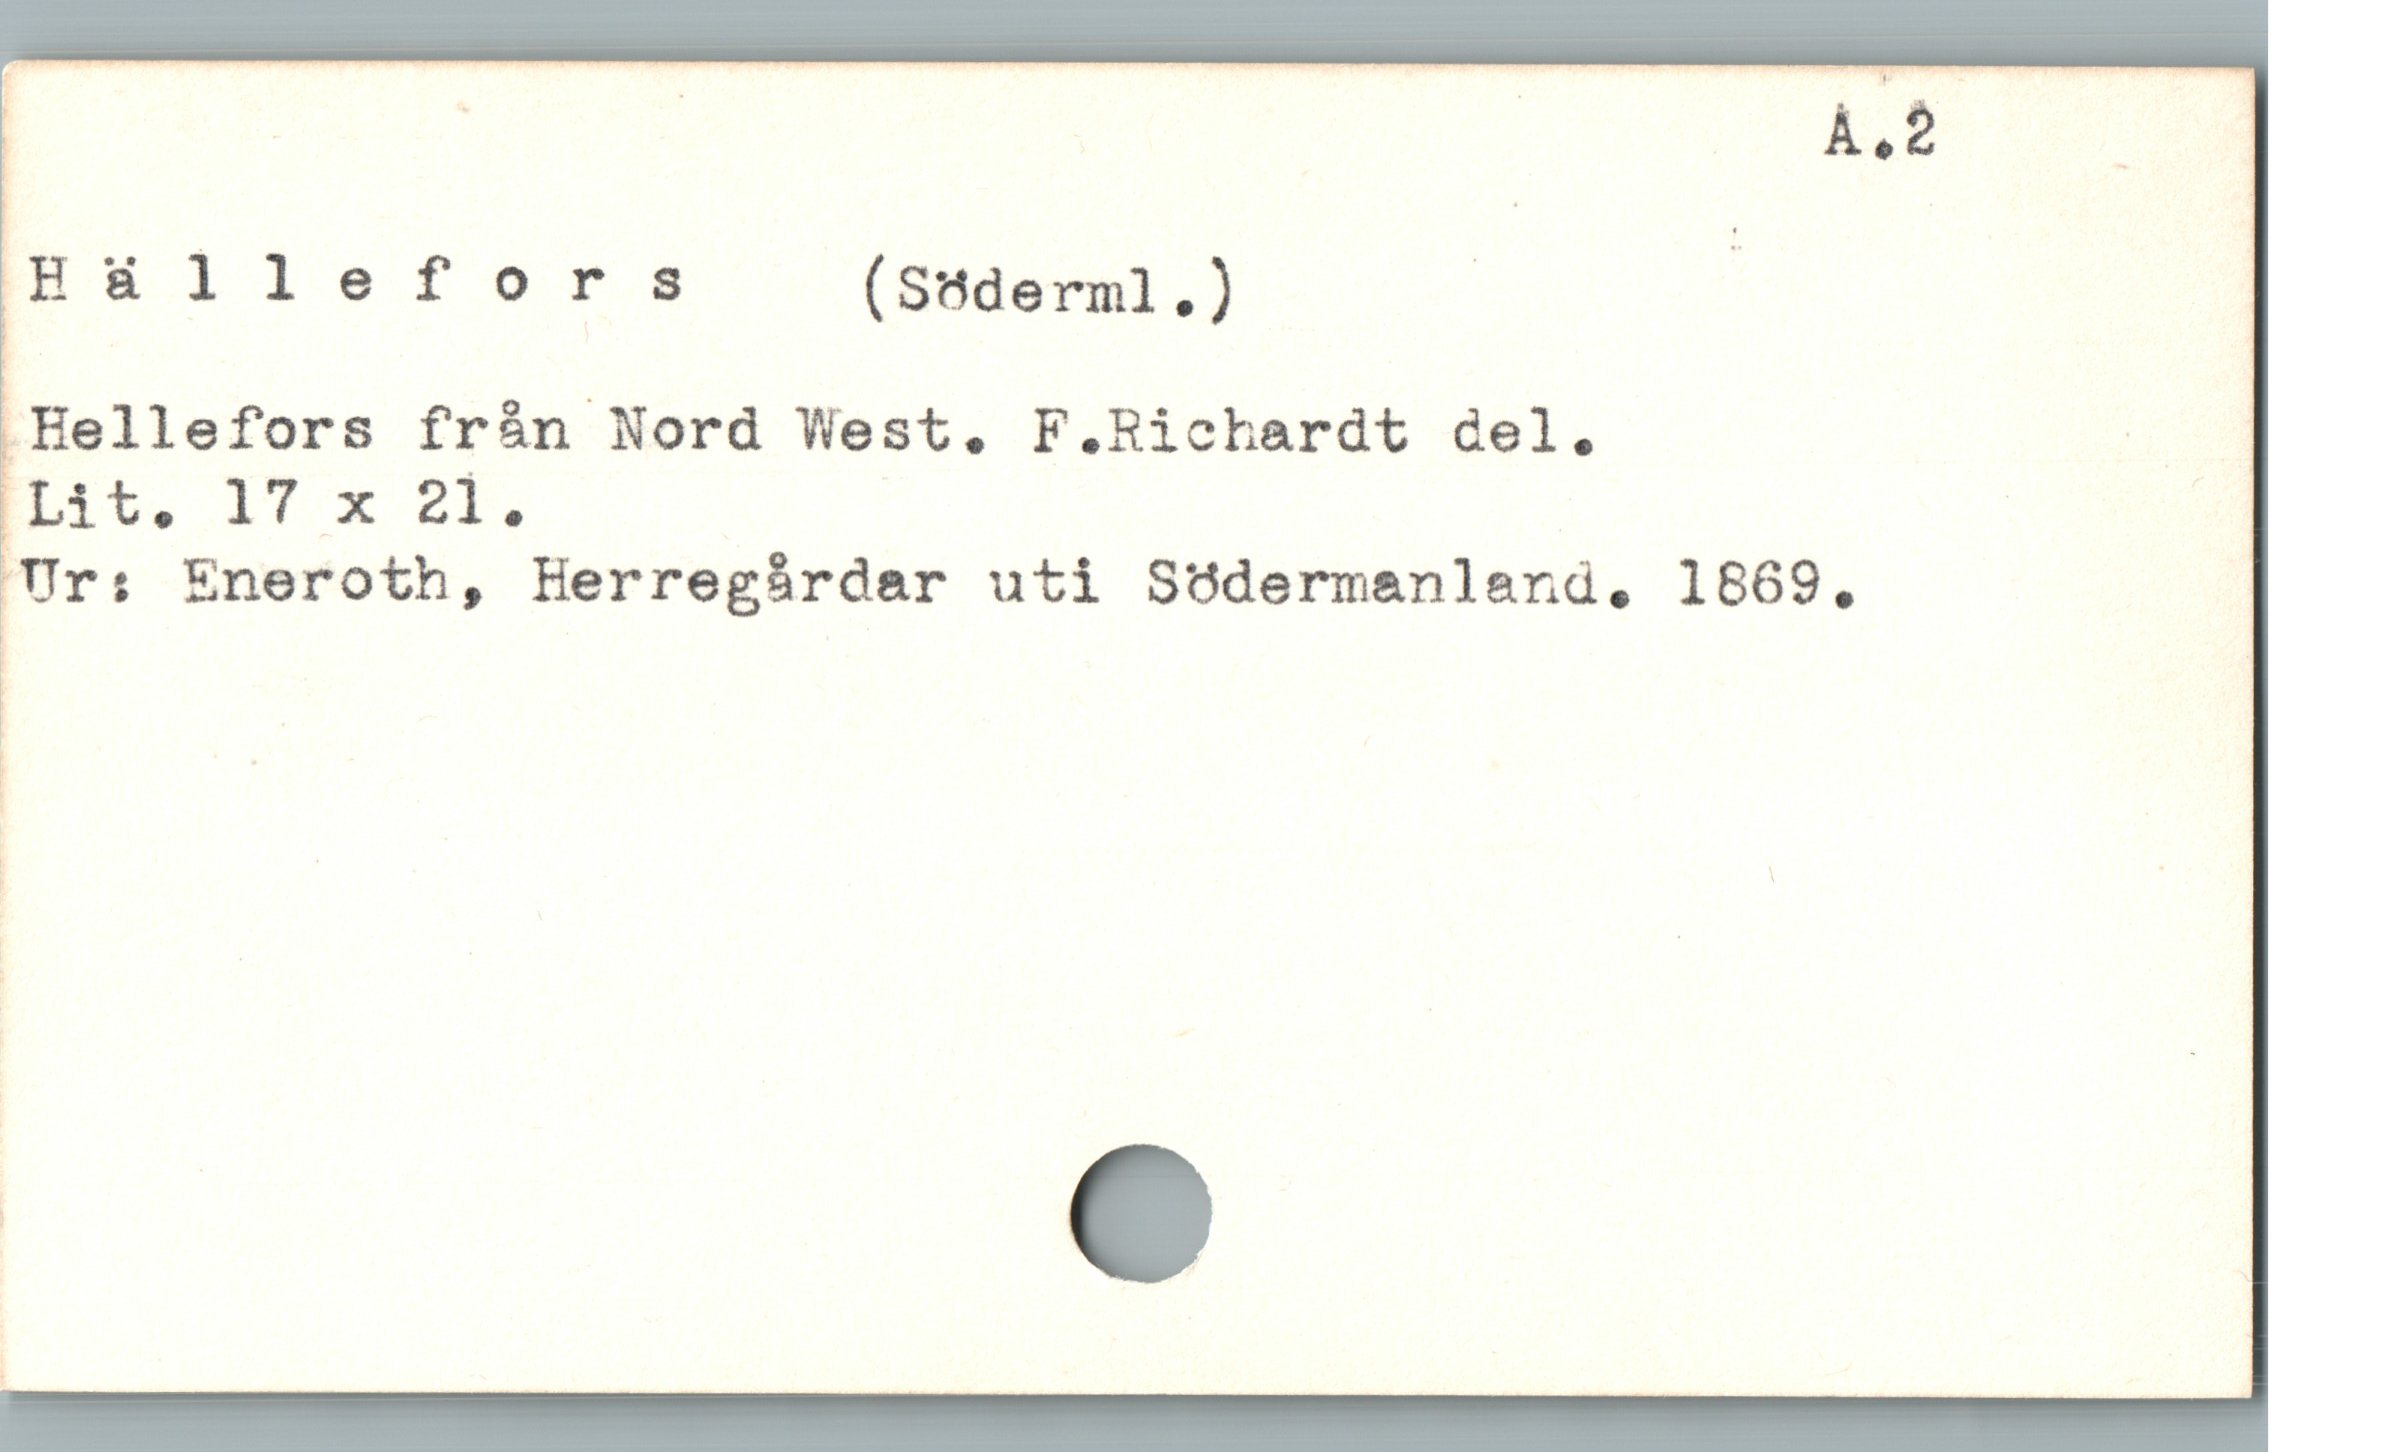 A.2
H ä l l e f o r s (Söderml.)
Hellefors från Nord West. F.Richardt del.
Lit. 17 x 21.
Ur: Eneroth, Herregårdar uti Södermanland. 1869.